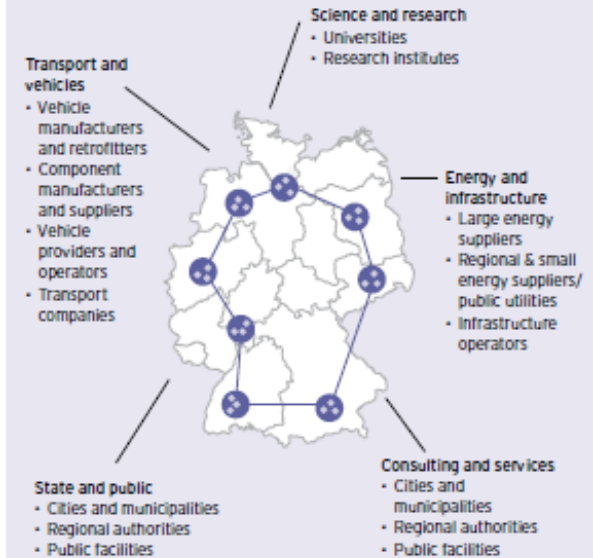 Science and research
• Universities
• Research institutes
Transport and
vehicles
• Vehicle
manufacturers
and retrofitters
• Component
manufacturers
and suppliers
• Vehicle
providers and
operators
• Transport
companies
Energy and
infrastructure
• Large energy
suppliers
• Regional & small
energy suppliers/
public utilities
• Infrastructure
operators
State and public
• Cities and municipalities
• Regional authorities
• Public facilities
Consulting and services
• Cities and
municipalities
• Regional authorities
• Public facilities